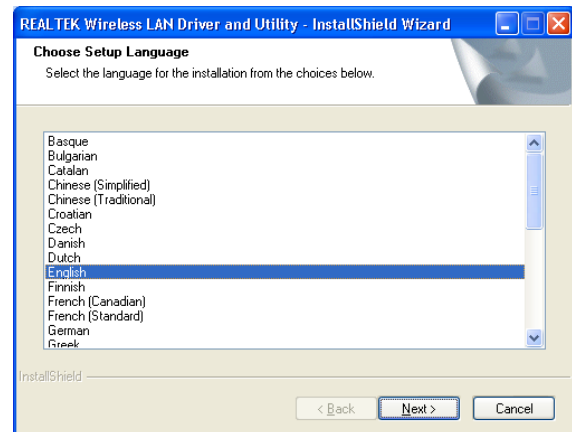 REALTEK Wireless LAN Driver and Utility - InstallShield Wizard
Choose Setup Language
Select the language for the installation from the choices below.
Basque
Bulgarian
Catalan
Chinese (Simplified)
Chinese (Traditional)
Croatian
Czech
Danish
Dutch
English
Finnish
French (Canadian)
French (Standard)
German
Greek
InstallShield
< Back Next > Cancel